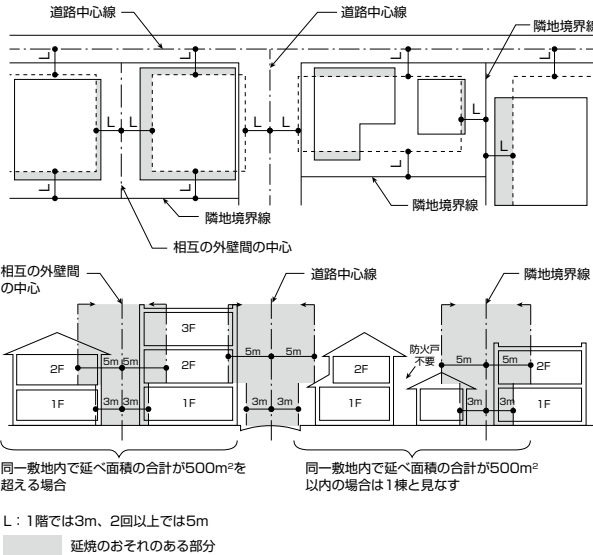 道路中心線
道路中心線
隣地境界線
L
L
L
L
L
L
L
L
L
L
L
L
隣地境界線
隣地境界線
相互の外壁間の中心
相互の外壁間
の中心
道路中心線
隣地境界線
3F
5m
5m
2F
2F
5m
5m
2F
防火戸
不要
5m
5m
2F
1F
3m
3m
1F
3m
3m
1F
3m
3m
1F
同一敷地内で延べ面積の合計が500m²を
超える場合
同一敷地内で延べ面積の合計が500m²
以内の場合は1棟と見なす
L：1階では3m、2回以上では5m
延焼のおそれのある部分